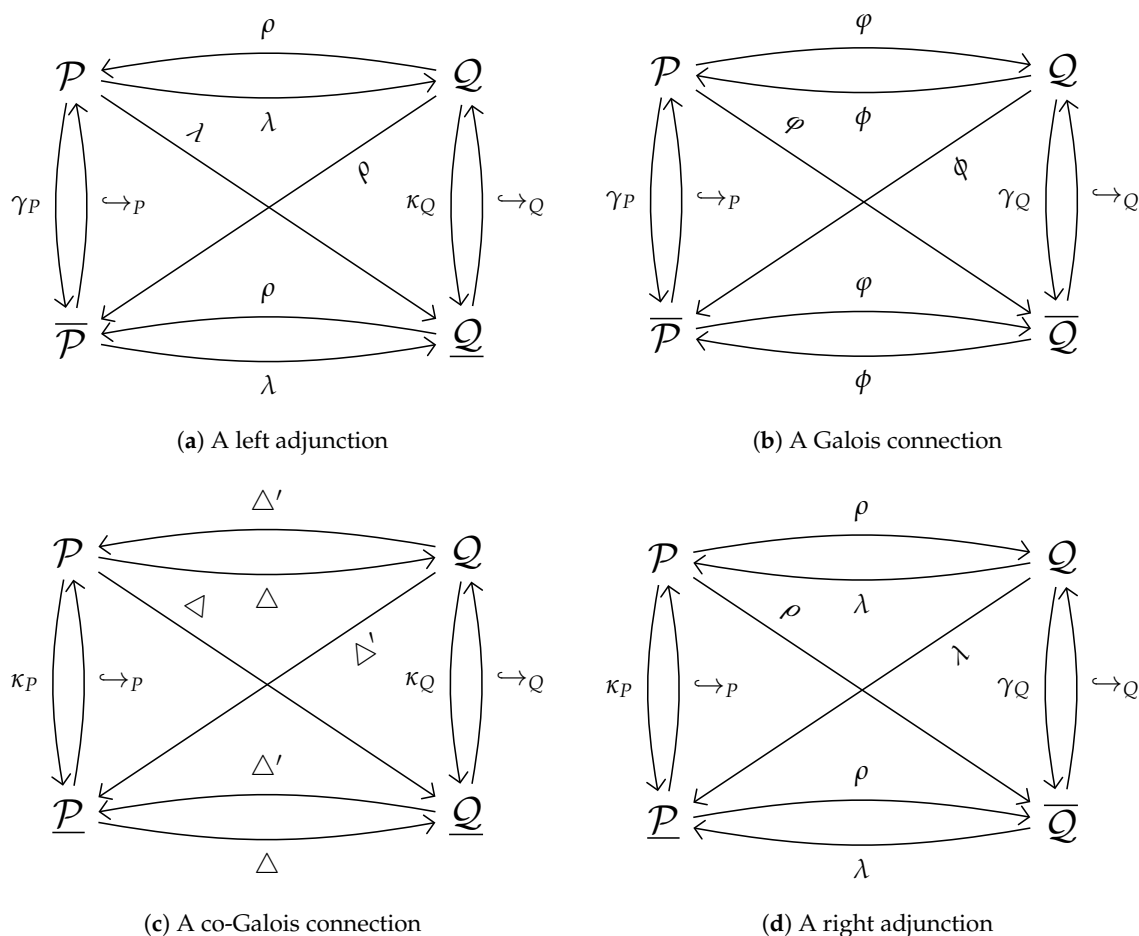 ρ φ
𝒫 𝒬 𝒫 𝒬
λ λ ρ φ ϕ ϕ
γP ↪P κQ ↪Q γP ↪P γQ ↪Q
ρ φ
𝒫̅ 𝒬̲ 𝒫̅ 𝒬̅
λ ϕ
(a) A left adjunction (b) A Galois connection
△′ ρ
𝒫 𝒬 𝒫 𝒬
△ △ △′ ρ λ λ
κP ↪P κQ ↪Q κP ↪P γQ ↪Q
△′ ρ
𝒫̲ 𝒬̲ 𝒫̲ 𝒬̅
△ λ
(c) A co-Galois connection (d) A right adjunction